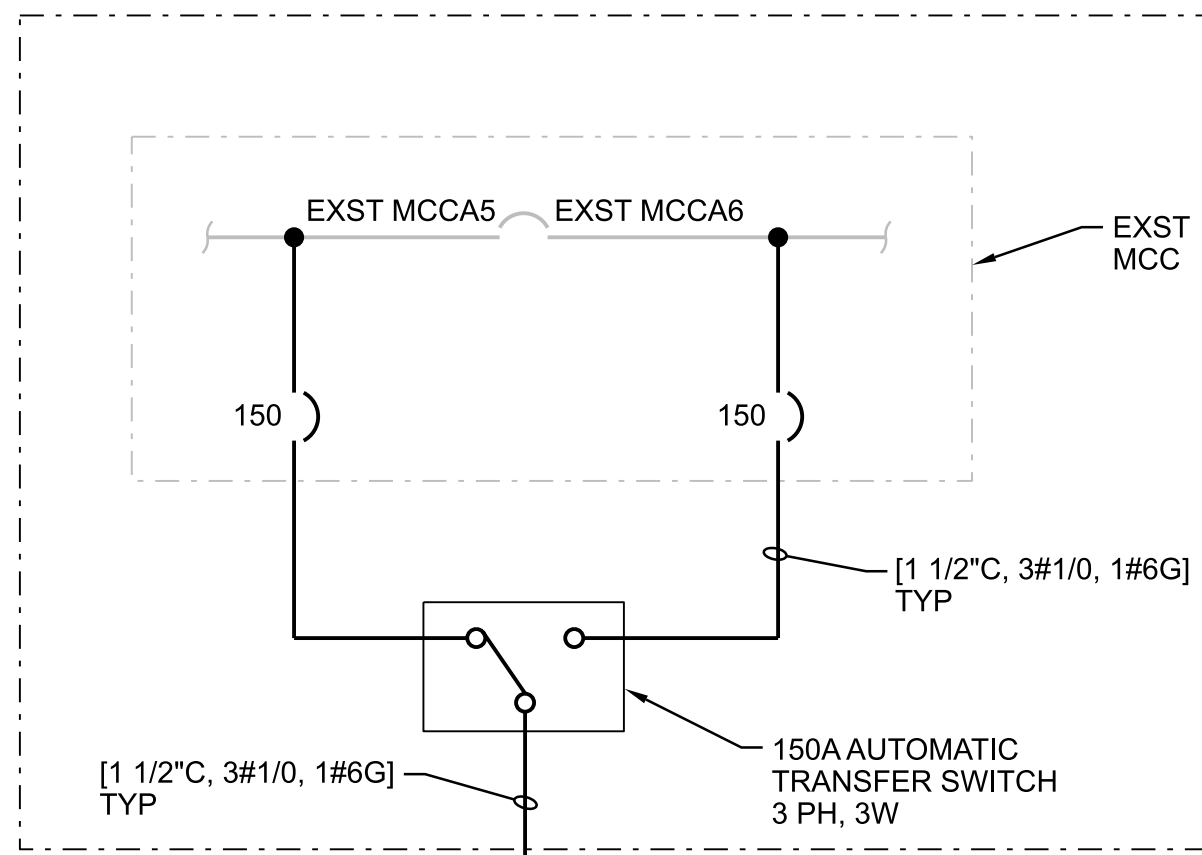 EXST MCCA5
EXST MCCA6
EXST
MCC
150
150
[1 1/2"C, 3#1/0, 1#6G]
TYP
150A AUTOMATIC
TRANSFER SWITCH
3 PH, 3W
[1 1/2"C, 3#1/0, 1#6G]
TYP